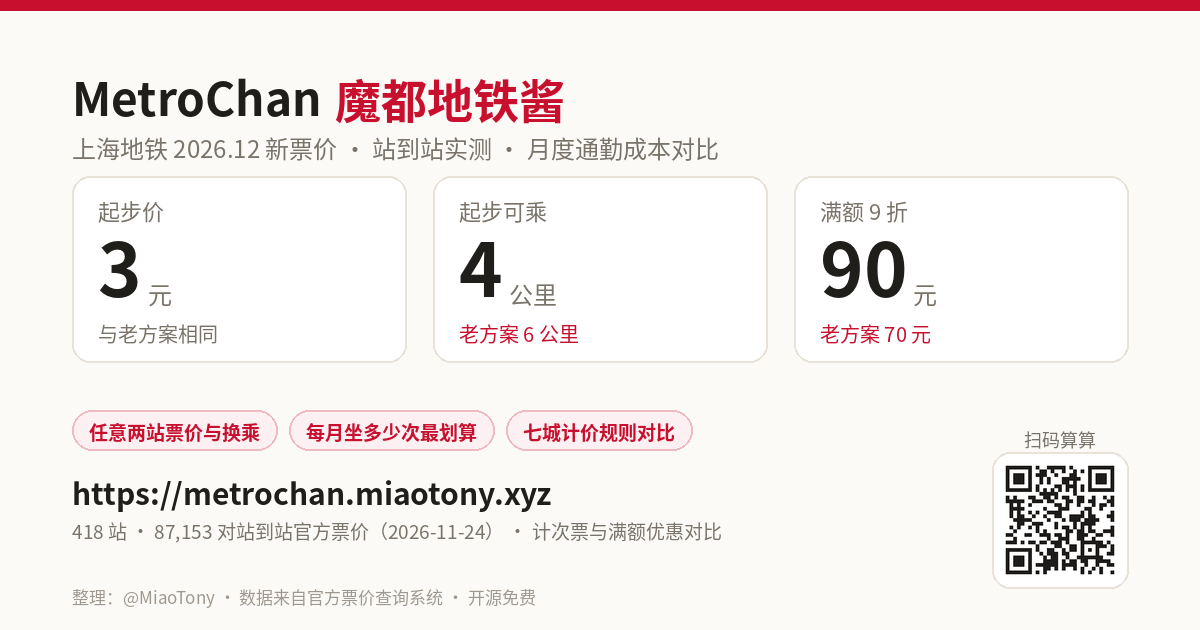 MetroChan 魔都地铁酱
上海地铁 2026.12 新票价 · 站到站实测 · 月度通勤成本对比
起步价
3 元
与老方案相同
起步可乘
4 公里
老方案 6 公里
满额 9 折
90 元
老方案 70 元
任意两站票价与换乘
每月坐多少次最划算
七城计价规则对比
扫码算算
https://metrochan.miaotony.xyz
418 站 · 87,153 对站到站官方票价（2026-11-24） · 计次票与满额优惠对比
整理：@MiaoTony · 数据来自官方票价查询系统 · 开源免费